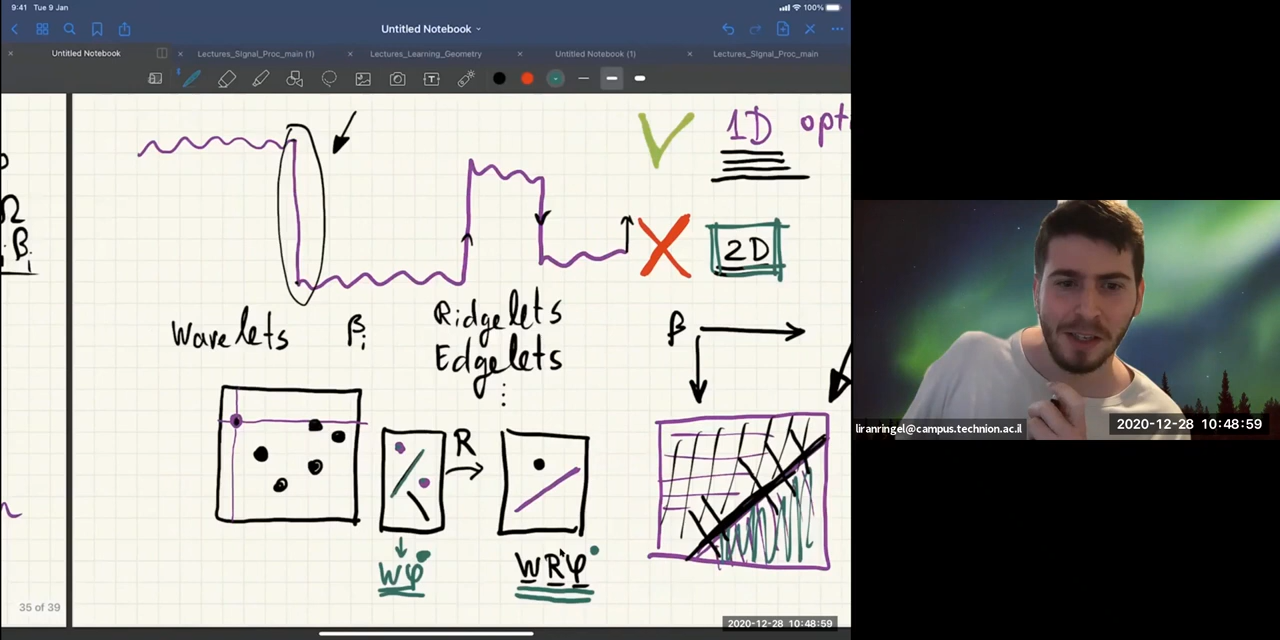 9:41 Tue 9 Jan
100%
Untitled Notebook
Untitled Notebook
Lectures_Signal_Proc_main (1)
Lectures_Learning_Geometry
Untitled Notebook (1)
Lectures_Signal_Proc_main
1D opt
Ω
β i
2D
Wavelets β i
Ridgelets
Edgelets
β
R
Wφ
WRφ
35 of 39
liranringel@campus.technion.ac.il
2020-12-28 10:48:59
2020-12-28 10:48:59